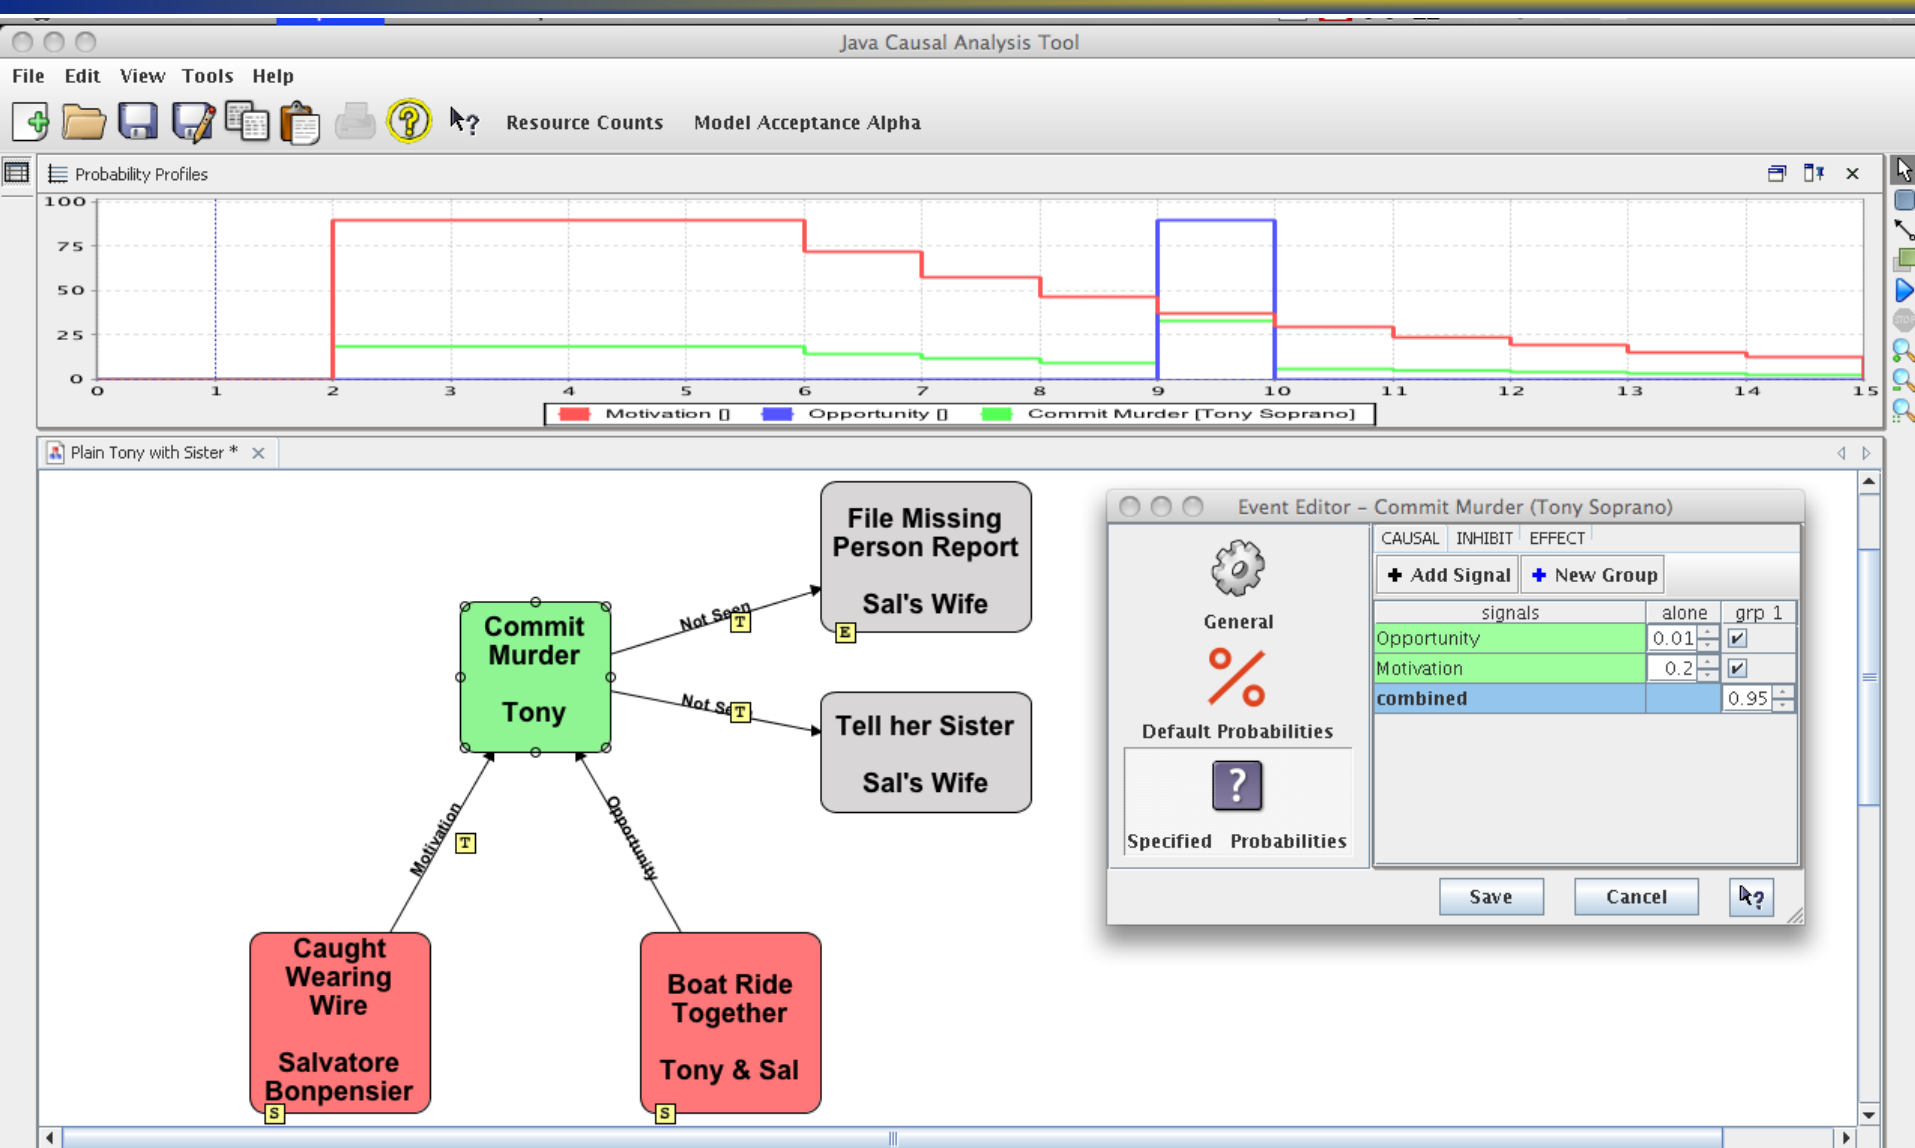 Java Causal Analysis Tool
File Edit View Tools Help
Resource Counts Model Acceptance Alpha
Probability Profiles
100
75
50
25
0
0 1 2 3 4 5 6 7 8 9 10 11 12 13 14 15
Motivation [] Opportunity [] Commit Murder [Tony Soprano]
Plain Tony with Sister *
File Missing
Person Report
Sal's Wife
E
Commit
Murder
Tony
Not Seen
T
Not Se
T
Tell her Sister
Sal's Wife
Motivation
T
Opportunity
Caught
Wearing
Wire
Salvatore
Bonpensier
S
Boat Ride
Together
Tony & Sal
S
Event Editor - Commit Murder (Tony Soprano)
General
Default Probabilities
Specified Probabilities
CAUSAL INHIBIT EFFECT
Add Signal New Group
signals alone grp 1
Opportunity 0.01
Motivation 0.2
combined 0.95
Save Cancel